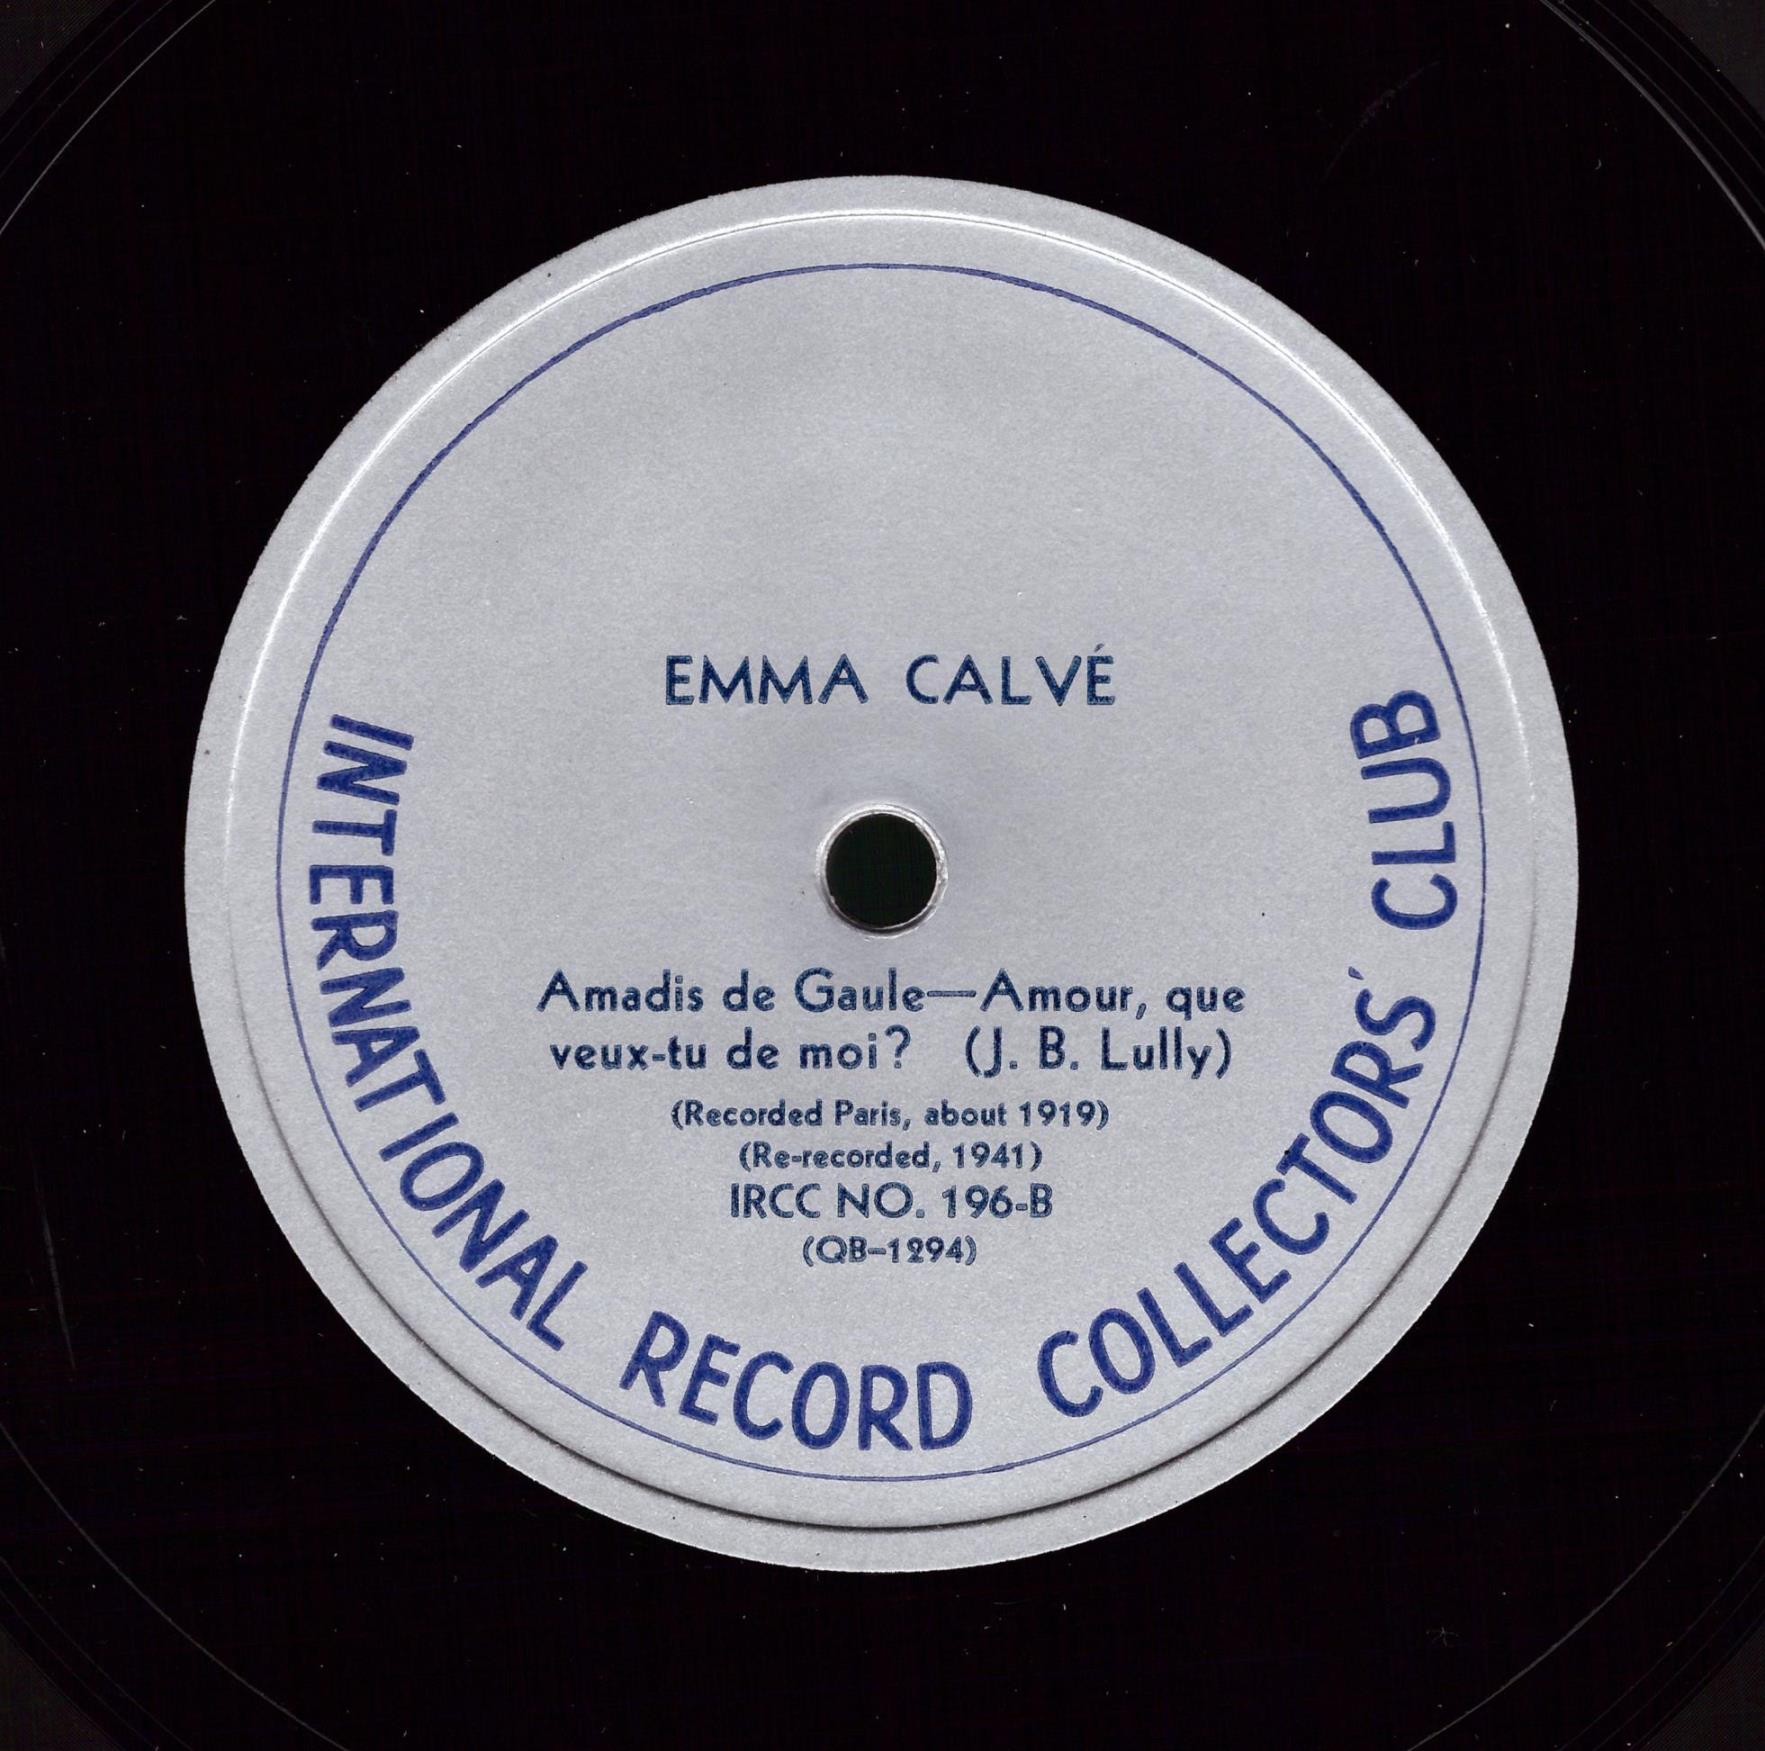 EMMA CALVÉ
Amadis de Gaule—Amour, que
veux-tu de moi? (J. B. Lully)
(Recorded Paris, about 1919)
(Re-recorded, 1941)
IRCC NO. 196-B
(QB-1294)
INTERNATIONAL RECORD COLLECTORS' CLUB